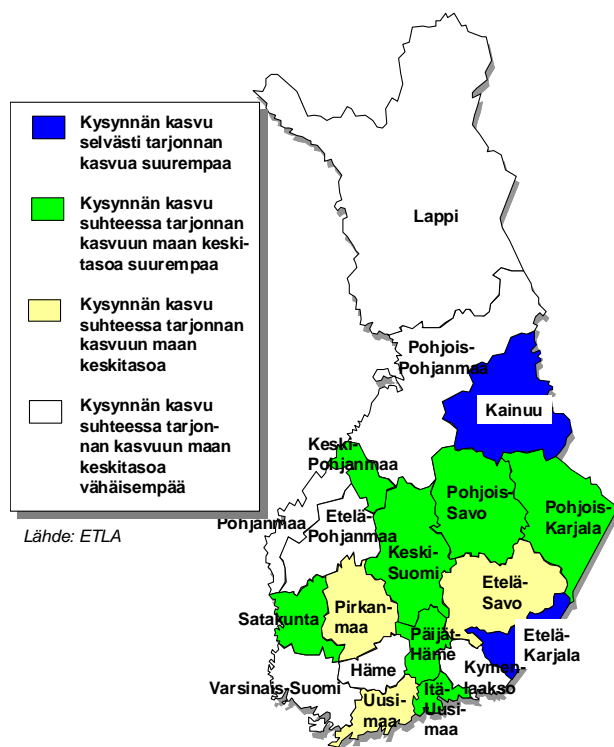 Kysynnän kasvu
selvästi tarjonnan
kasvua suurempaa
Kysynnän kasvu
suhteessa tarjonnan
kasvuun maan keski-
tasoa suurempaa
Kysynnän kasvu
suhteessa tarjonnan
kasvuun maan
keskitasoa
Kysynnän kasvu
suhteessa tarjon-
nan kasvuun maan
keskitasoa
vähäisempää
Lähde: ETLA
Lappi
Pohjois-
Pohjanmaa
Kainuu
Keski-
Pohjanmaa
Pohjanmaa
Etelä-
Pohjanmaa
Pohjois-
Savo
Pohjois-
Karjala
Keski-
Suomi
Etelä-
Savo
Satakunta
Pirkan-
maa
Päijät-
Häme
Etelä-
Karjala
Häme
Kymen-
laakso
Varsinais-Suomi
Uusi-
maa
Itä-
Uusi-
maa